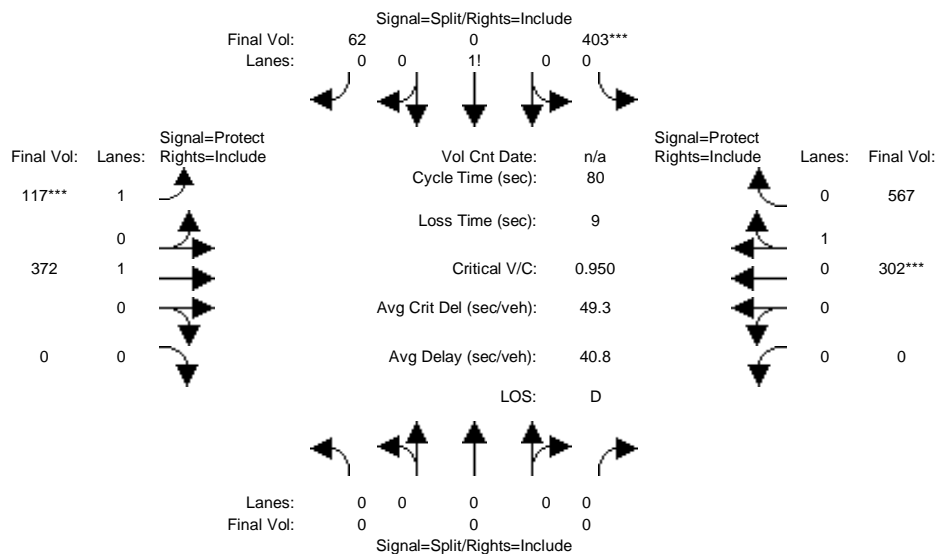 Signal=Split/Rights=Include
Final Vol: 62 0 403***
Lanes: 0 0 1! 0 0
Signal=Protect Signal=Protect
Final Vol: Lanes: Rights=Include Vol Cnt Date: n/a Rights=Include Lanes: Final Vol:
Cycle Time (sec): 80
117*** 1 0 567
Loss Time (sec): 9
0 1
372 1 Critical V/C: 0.950 0 302***
0 Avg Crit Del (sec/veh): 49.3 0
0 0 Avg Delay (sec/veh): 40.8 0 0
LOS: D
Lanes: 0 0 0 0 0
Final Vol: 0 0 0
Signal=Split/Rights=Include